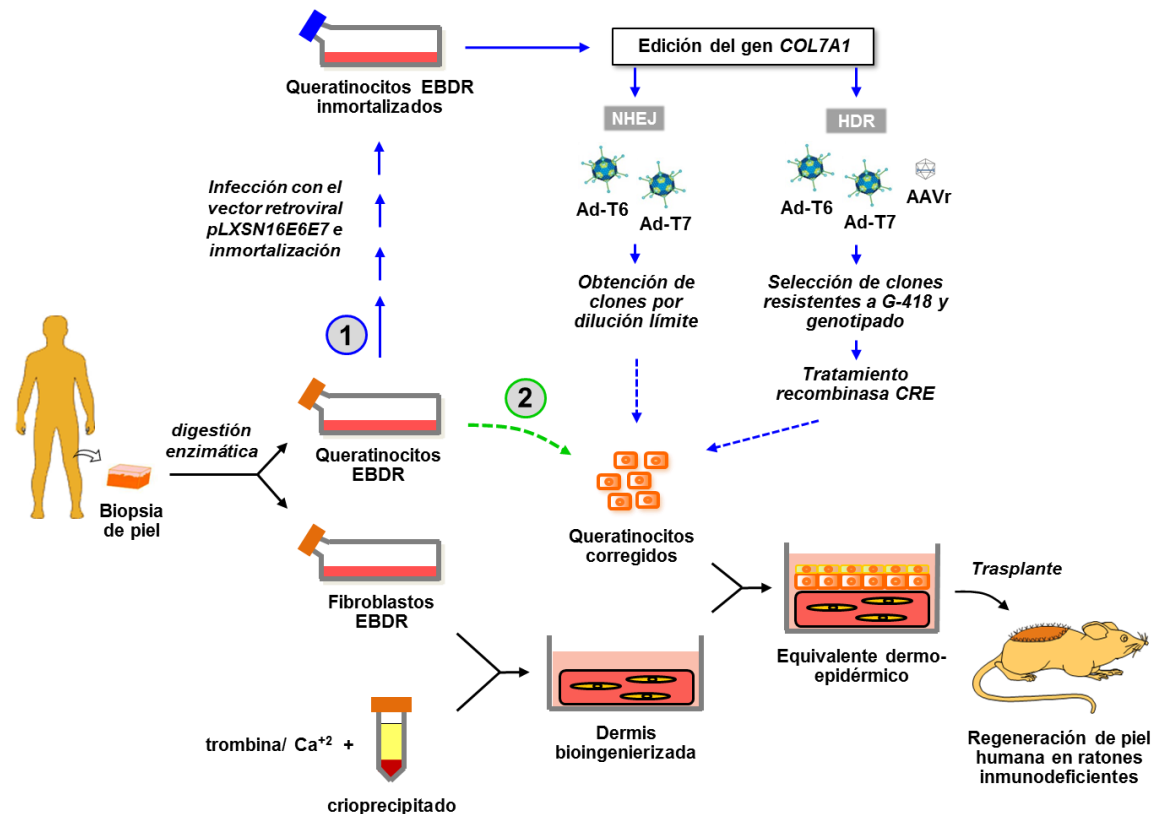 Queratinocitos EBDR
inmortalizados
Edición del gen COL7A1
NHEJ
HDR
Ad-T6
Ad-T7
Ad-T6
Ad-T7
AAVr
Infección con el
vector retroviral
pLXSN16E6E7 e
inmortalización
Obtención de
clones por
dilución límite
Selección de clones
resistentes a G-418 y
genotipado
Tratamiento
recombinasa CRE
1
2
digestión
enzimática
Biopsia
de piel
Queratinocitos
EBDR
Queratinocitos
corregidos
Fibroblastos
EBDR
trombina/ Ca+2 +
crioprecipitado
Dermis
bioingenierizada
Equivalente dermo-
epidérmico
Trasplante
Regeneración de piel
humana en ratones
inmunodeficientes